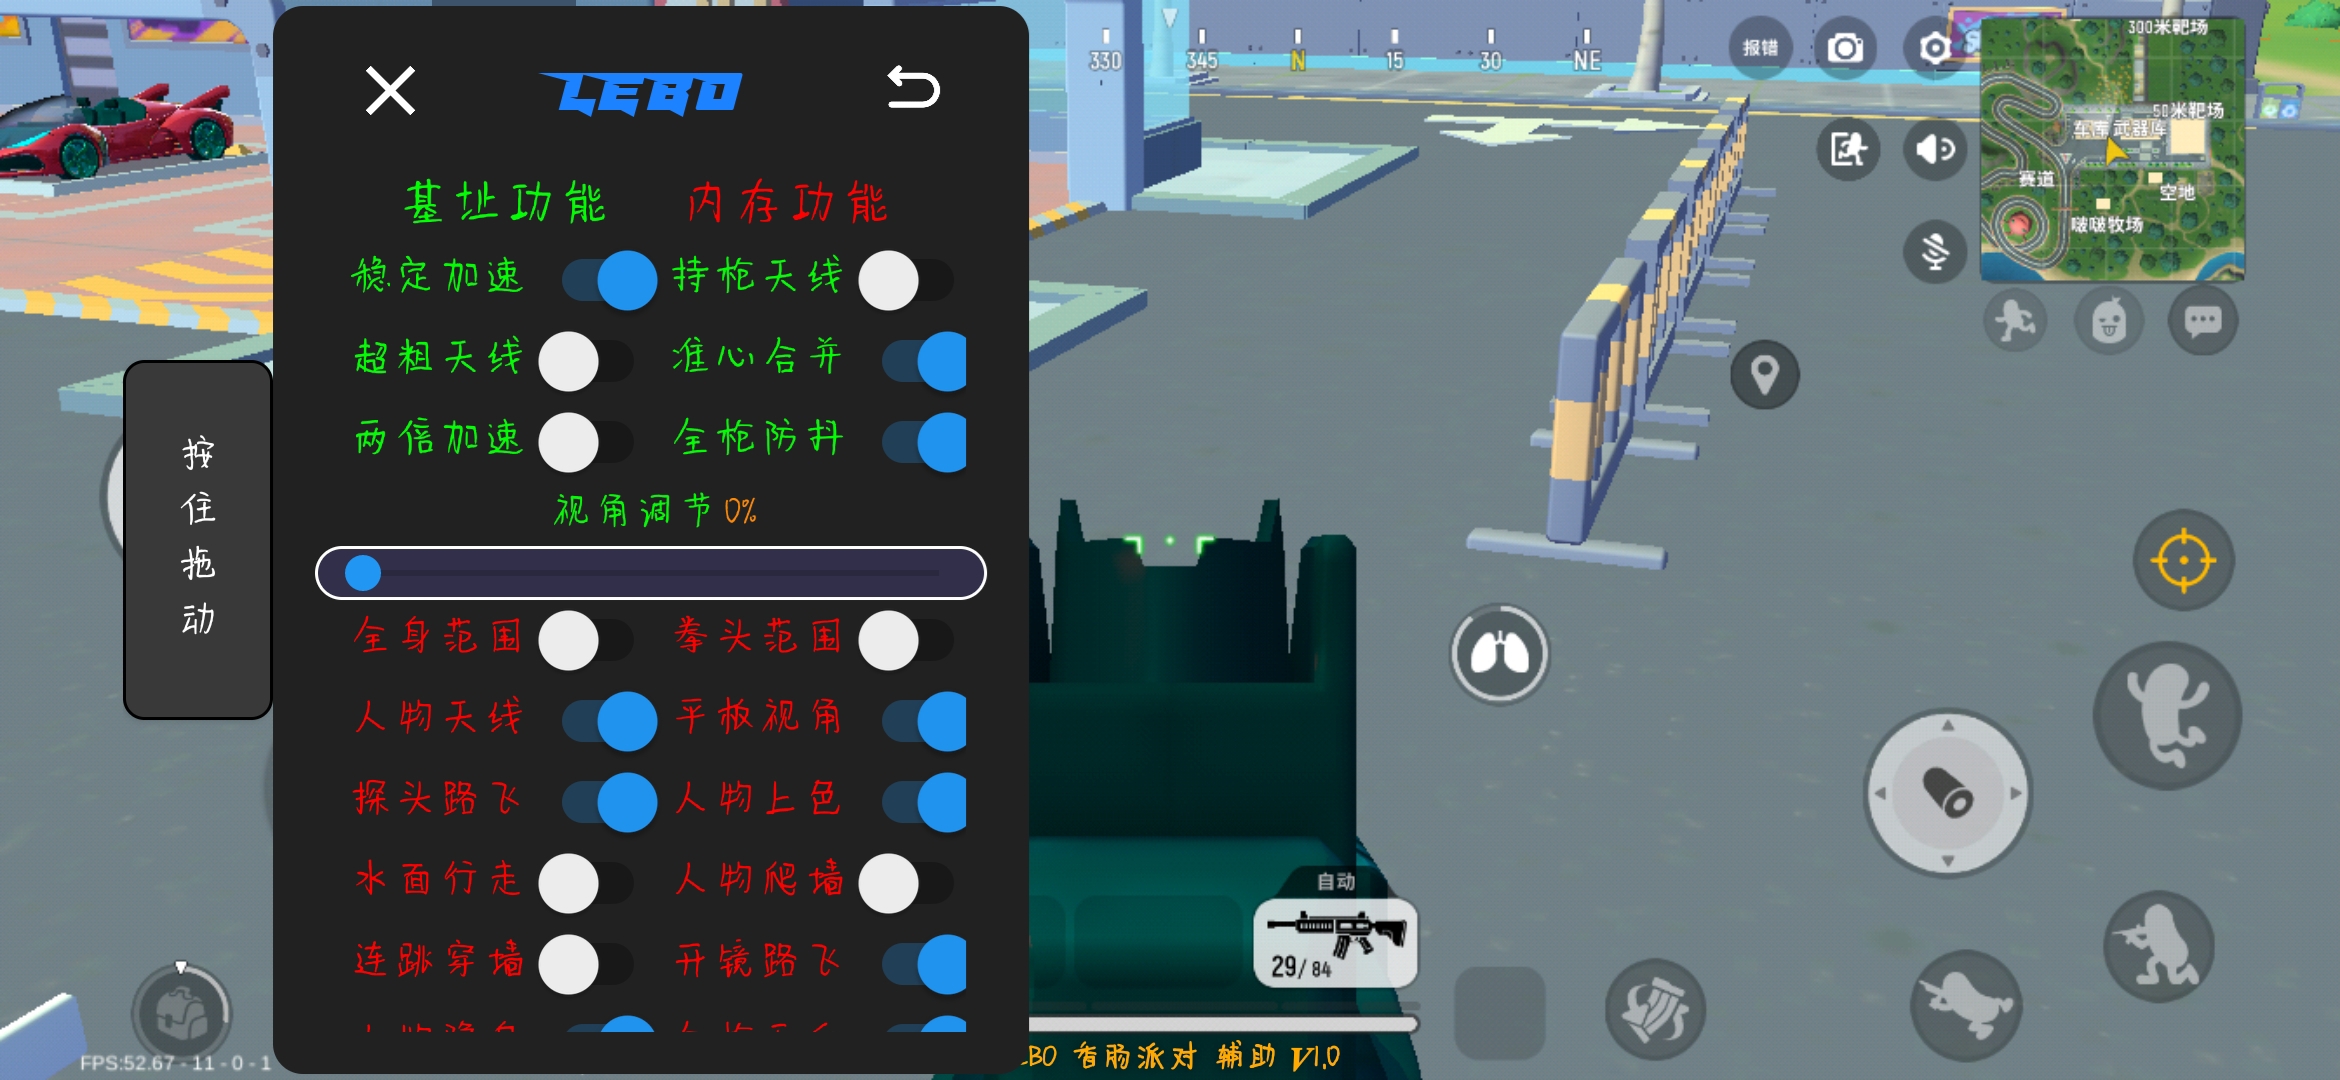 LEBO
基址功能 内存功能
稳定加速 持枪天线
超粗天线 准心合并
两倍加速 全枪防抖
视角调节0%
全身范围 拳头范围
人物天线 平板视角
探头路飞 人物上色
水面行走 人物爬墙
连跳穿墙 开镜路飞
按住拖动
330 345 N 15 30 NE
报错
300米靶场
50米靶场
车库 武器库
赛道
空地
啵啵牧场
自动
29/84
FPS:52.67 - 11 - 0 - 1
EBO 香肠派对 辅助 V1.0